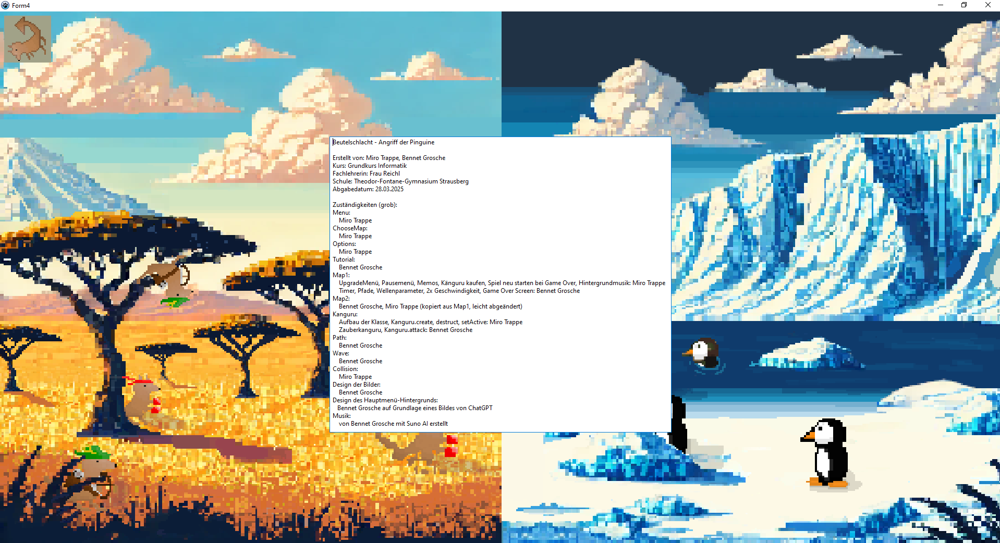 Form4
Beutelschlacht - Angriff der Pinguine
Erstellt von: Miro Trappe, Bennet Grosche
Kurs: Grundkurs Informatik
Fachlehrerin: Frau Reichl
Schule: Theodor-Fontane-Gymnasium Strausberg
Abgabedatum: 28.03.2025
Zuständigkeiten (grob):
Menu:
Miro Trappe
ChooseMap:
Miro Trappe
Options:
Miro Trappe
Tutorial:
Bennet Grosche
Map1:
UpgradeMenü, Pausemenü, Memos, Känguru kaufen, Spiel neu starten bei Game Over, Hintergrundmusik: Miro Trappe
Timer, Pfade, Wellenparameter, 2x Geschwindigkeit, Game Over Screen: Bennet Grosche
Map2:
Bennet Grosche, Miro Trappe (kopiert aus Map1, leicht abgeändert)
Kanguru:
Aufbau der Klasse, Kanguru.create, destruct, setActive: Miro Trappe
Zauberkanguru, Kanguru.attack: Bennet Grosche
Path:
Bennet Grosche
Wave:
Bennet Grosche
Collision:
Miro Trappe
Design der Bilder:
Bennet Grosche
Design des Hauptmenü-Hintergrunds:
Bennet Grosche auf Grundlage eines Bildes von ChatGPT
Musik:
von Bennet Grosche mit Suno AI erstellt